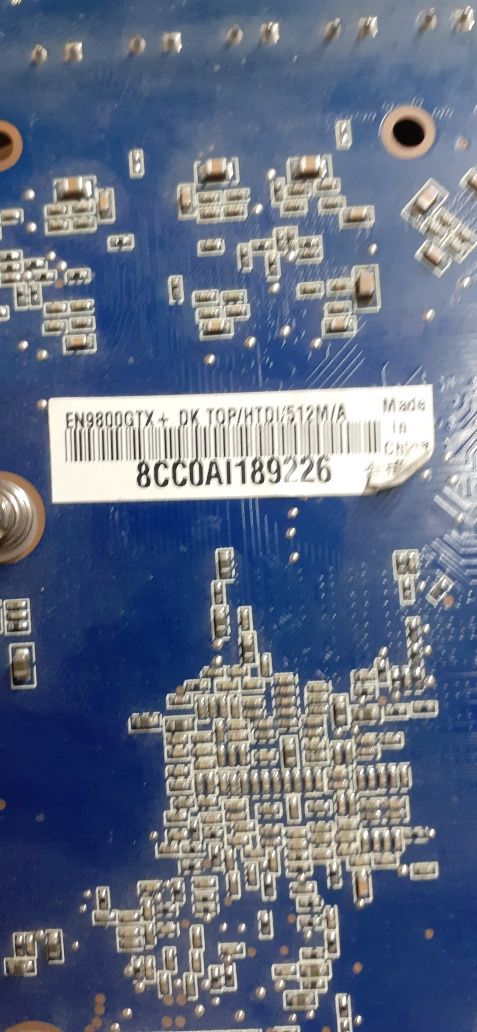 EN9800GTX+ DK TOP/HTDI/512M/A
Made
In
China
8CC0AI189226